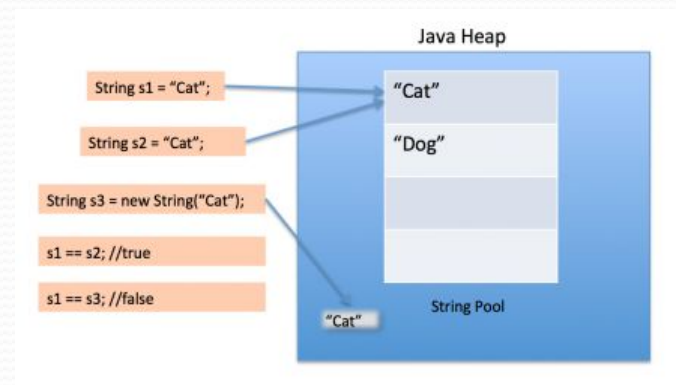 Java Heap
String s1 = “Cat”;
“Cat”
String s2 = “Cat”;
“Dog”
String s3 = new String(“Cat”);
s1 == s2; //true
s1 == s3; //false
“Cat”
String Pool